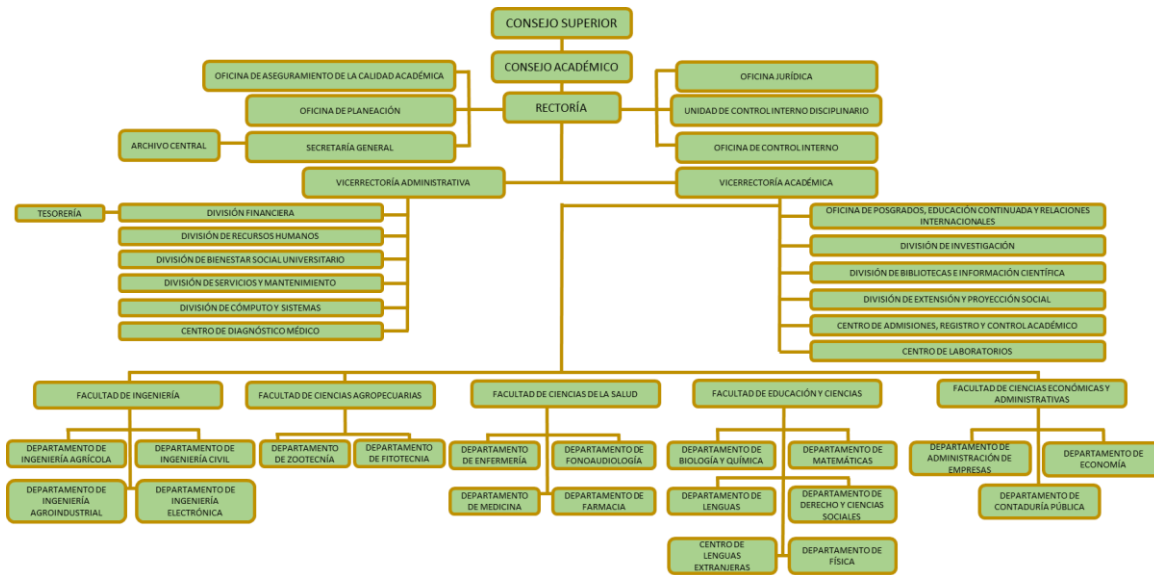 CONSEJO SUPERIOR
CONSEJO ACADÉMICO
OFICINA DE ASEGURAMIENTO DE LA CALIDAD ACADÉMICA
OFICINA JURÍDICA
OFICINA DE PLANEACIÓN
RECTORÍA
UNIDAD DE CONTROL INTERNO DISCIPLINARIO
ARCHIVO CENTRAL
SECRETARÍA GENERAL
OFICINA DE CONTROL INTERNO
VICERRECTORÍA ADMINISTRATIVA
VICERRECTORÍA ACADÉMICA
TESORERÍA
DIVISIÓN FINANCIERA
DIVISIÓN DE RECURSOS HUMANOS
DIVISIÓN DE BIENESTAR SOCIAL UNIVERSITARIO
DIVISIÓN DE SERVICIOS Y MANTENIMIENTO
DIVISIÓN DE CÓMPUTO Y SISTEMAS
CENTRO DE DIAGNÓSTICO MÉDICO
OFICINA DE POSGRADOS, EDUCACIÓN CONTINUADA Y RELACIONES
INTERNACIONALES
DIVISIÓN DE INVESTIGACIÓN
DIVISIÓN DE BIBLIOTECAS E INFORMACIÓN CIENTÍFICA
DIVISIÓN DE EXTENSIÓN Y PROYECCIÓN SOCIAL
CENTRO DE ADMISIONES, REGISTRO Y CONTROL ACADÉMICO
CENTRO DE LABORATORIOS
FACULTAD DE INGENIERÍA
FACULTAD DE CIENCIAS AGROPECUARIAS
FACULTAD DE CIENCIAS DE LA SALUD
FACULTAD DE EDUCACIÓN Y CIENCIAS
FACULTAD DE CIENCIAS ECONÓMICAS Y
ADMINISTRATIVAS
DEPARTAMENTO DE
INGENIERÍA AGRÍCOLA
DEPARTAMENTO DE
INGENIERÍA CIVIL
DEPARTAMENTO DE
INGENIERÍA
AGROINDUSTRIAL
DEPARTAMENTO DE
INGENIERÍA
ELECTRÓNICA
DEPARTAMENTO
DE ZOOTECNÍA
DEPARTAMENTO
DE FITOTECNIA
DEPARTAMENTO
DE ENFERMERÍA
DEPARTAMENTO DE
FONOAUDIOLOGÍA
DEPARTAMENTO
DE MEDICINA
DEPARTAMENTO DE
FARMACIA
DEPARTAMENTO DE
BIOLOGÍA Y QUÍMICA
DEPARTAMENTO DE
MATEMÁTICAS
DEPARTAMENTO DE
LENGUAS
DEPARTAMENTO DE
DERECHO Y CIENCIAS
SOCIALES
CENTRO DE
LENGUAS
EXTRANJERAS
DEPARTAMENTO DE
FÍSICA
DEPARTAMENTO DE
ADMINISTRACIÓN DE
EMPRESAS
DEPARTAMENTO DE
ECONOMÍA
DEPARTAMENTO DE
CONTADURÍA PÚBLICA